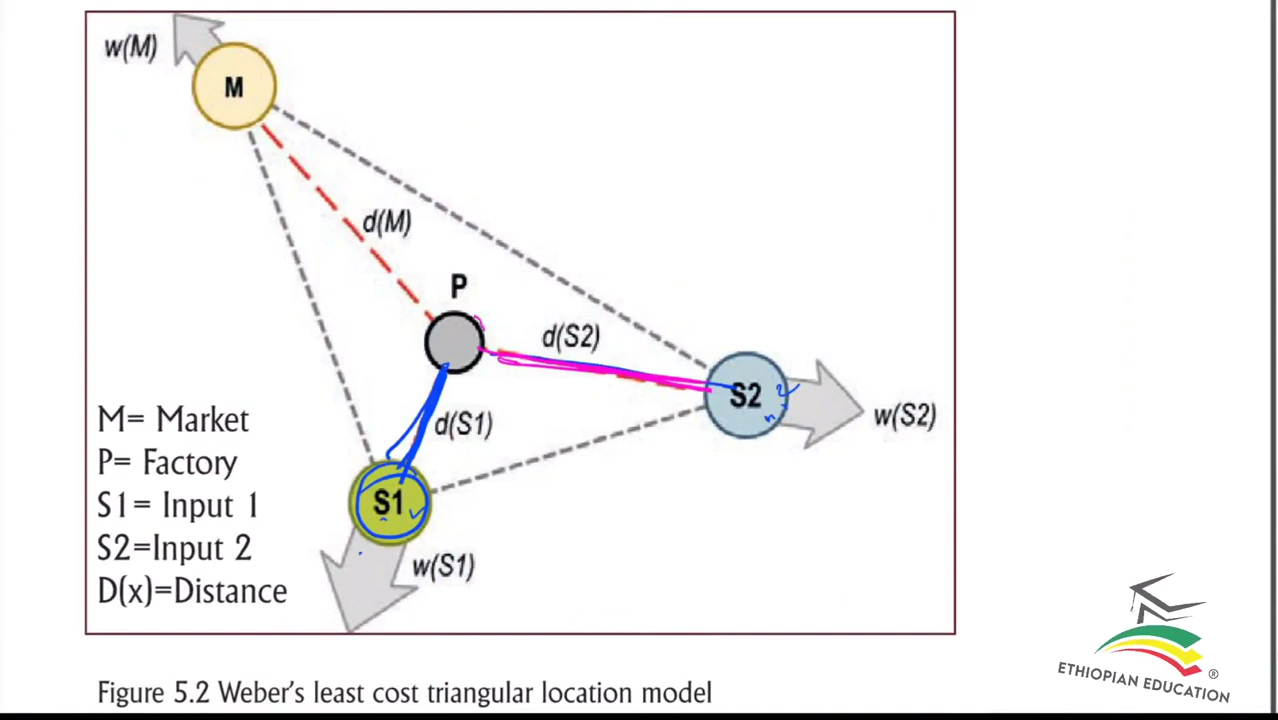 w(M)
M
d(M)
P
d(S2)
S2
w(S2)
d(S1)
S1
w(S1)
M= Market
P= Factory
S1= Input 1
S2=Input 2
D(x)=Distance
Figure 5.2 Weber's least cost triangular location model
ETHIOPIAN EDUCATION
®